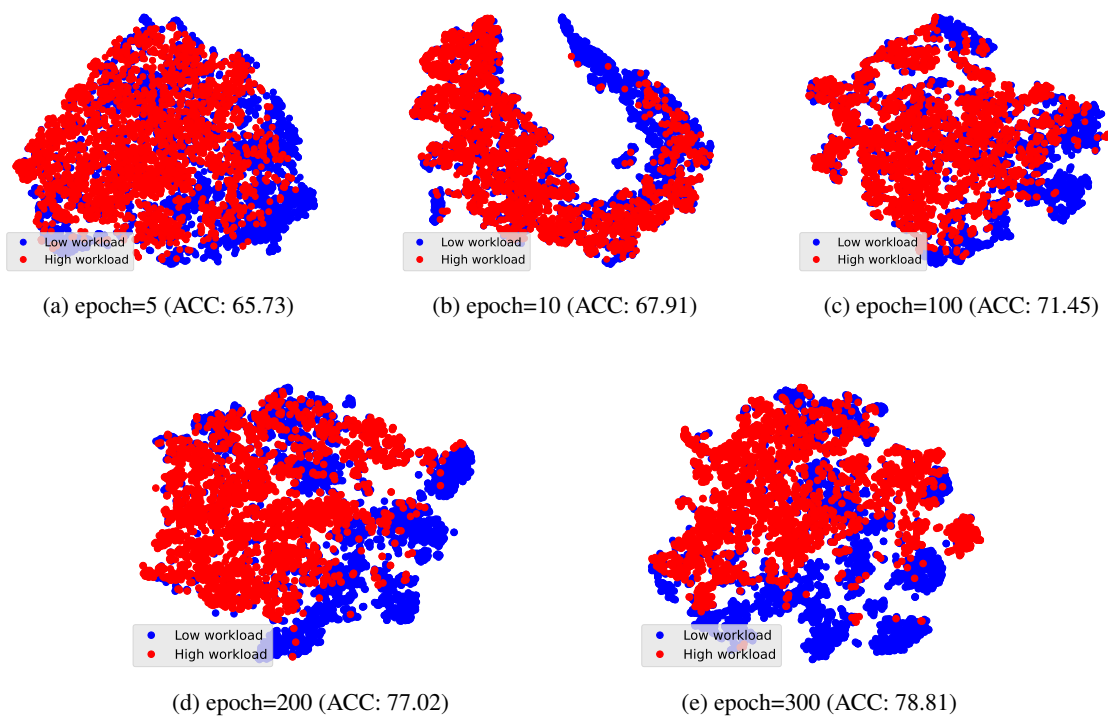 Low workload
High workload
Low workload
High workload
Low workload
High workload
(a) epoch=5 (ACC: 65.73)
(b) epoch=10 (ACC: 67.91)
(c) epoch=100 (ACC: 71.45)
Low workload
High workload
Low workload
High workload
(d) epoch=200 (ACC: 77.02)
(e) epoch=300 (ACC: 78.81)